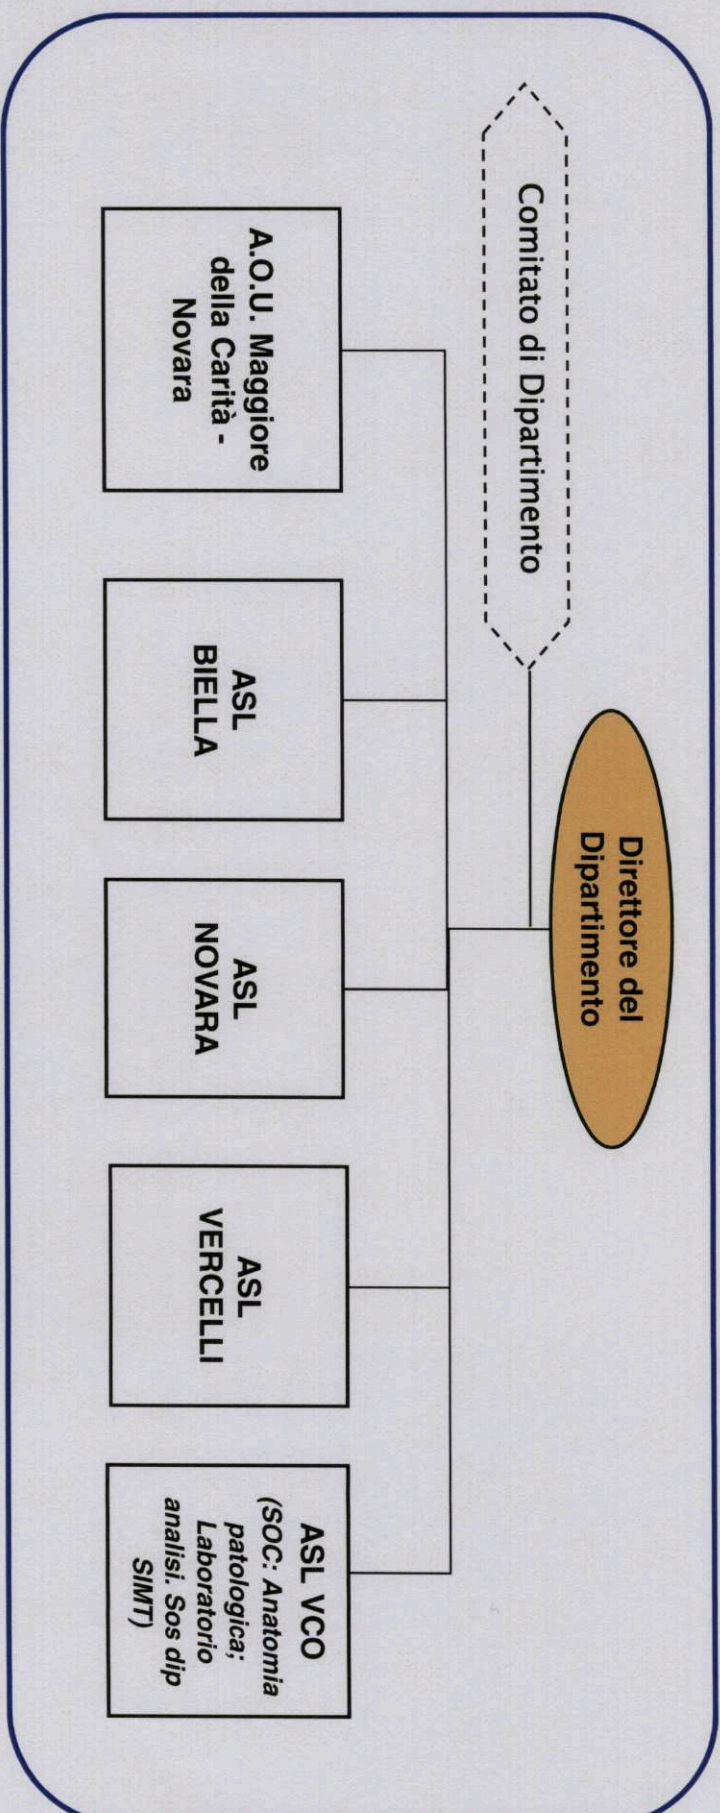 Direttore del
Dipartimento
Comitato di Dipartimento
A.O.U. Maggiore
della Carità -
Novara
ASL
BIELLA
ASL
NOVARA
ASL
VERCELLI
ASL VCO
(SOC: Anatomia
patologica;
Laboratorio
analisi. Sos dip
SIMT)